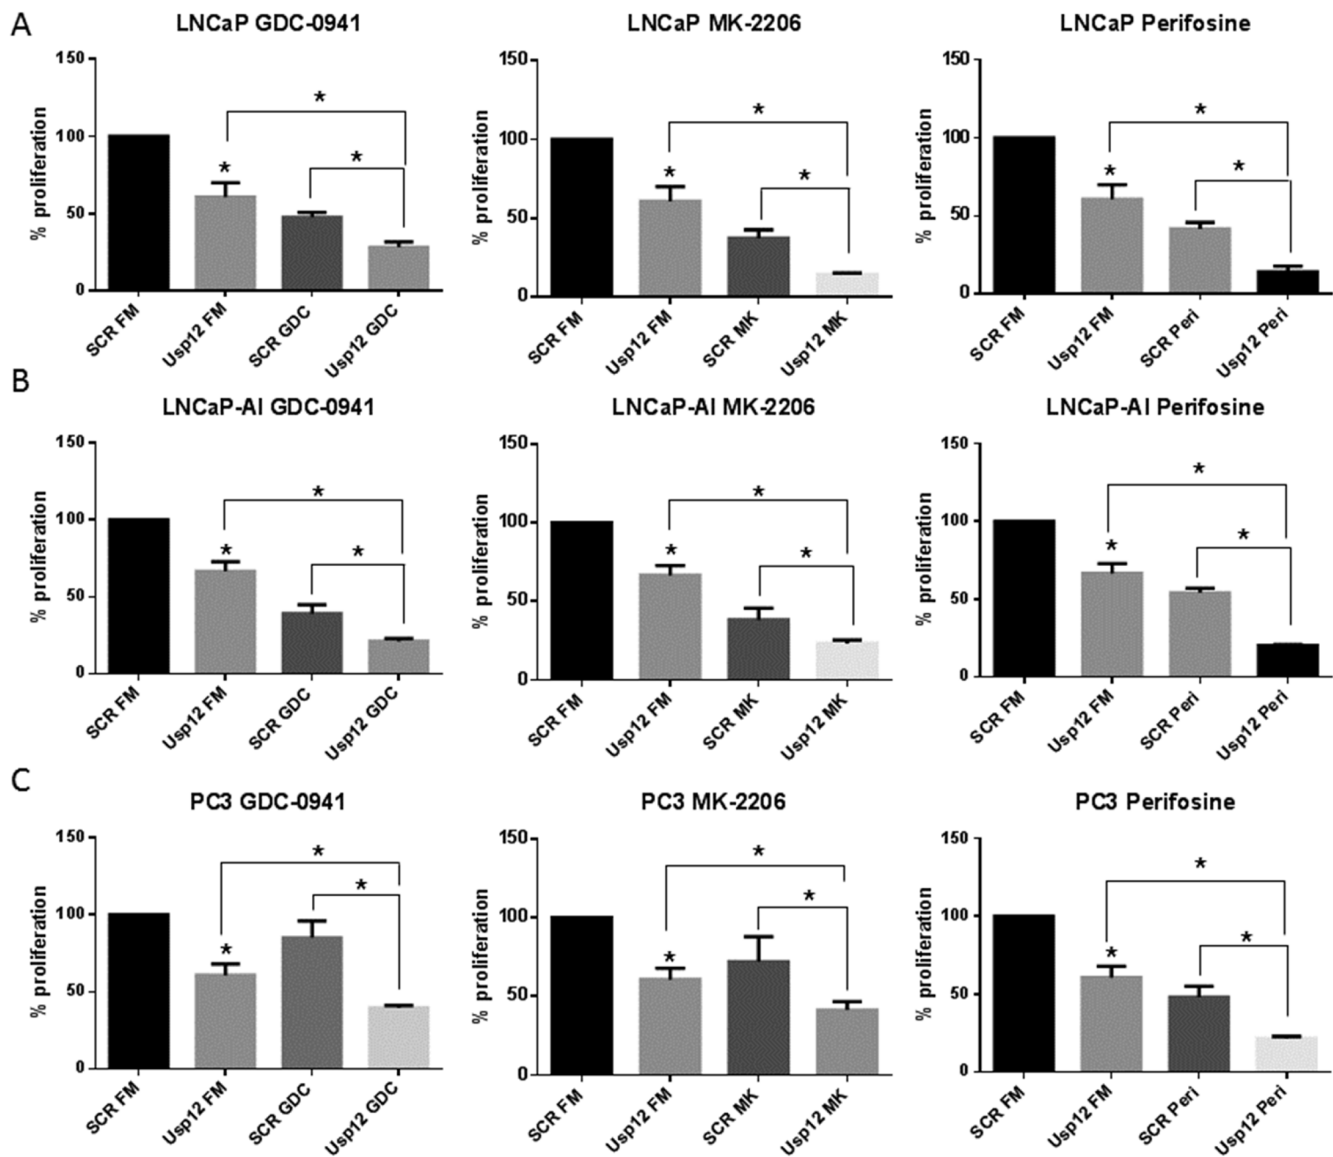 A
LNCaP GDC-0941
LNCaP MK-2206
LNCaP Perifosine
150
100
50
0
% proliferation
*
*
*
SCR FM
Usp12 FM
SCR GDC
Usp12 GDC
150
100
50
0
% proliferation
*
*
*
SCR FM
Usp12 FM
SCR MK
Usp12 MK
150
100
50
0
% proliferation
*
*
*
SCR FM
Usp12 FM
SCR Peri
Usp12 Peri
B
LNCaP-AI GDC-0941
LNCaP-AI MK-2206
LNCaP-AI Perifosine
150
100
50
0
% proliferation
*
*
*
SCR FM
Usp12 FM
SCR GDC
Usp12 GDC
150
100
50
0
% proliferation
*
*
*
SCR FM
Usp12 FM
SCR MK
Usp12 MK
150
100
50
0
% proliferation
*
*
*
SCR FM
Usp12 FM
SCR Peri
Usp12 Peri
C
PC3 GDC-0941
PC3 MK-2206
PC3 Perifosine
150
100
50
0
% proliferation
*
*
*
SCR FM
Usp12 FM
SCR GDC
Usp12 GDC
150
100
50
0
% proliferation
*
*
*
SCR FM
Usp12 FM
SCR MK
Usp12 MK
150
100
50
0
% proliferation
*
*
*
SCR FM
Usp12 FM
SCR Peri
Usp12 Peri